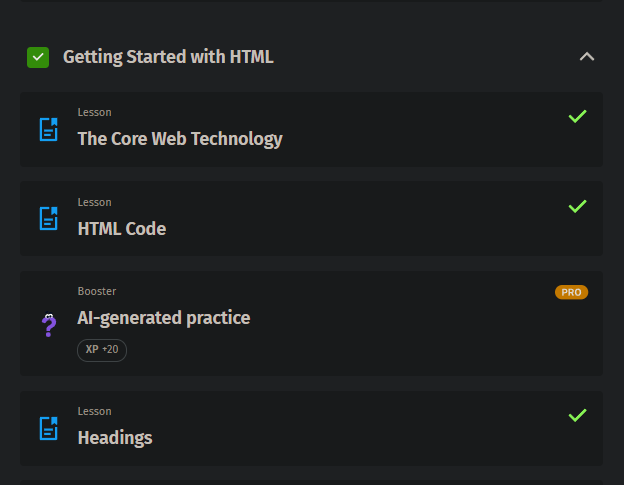 Getting Started with HTML
Lesson
The Core Web Technology
Lesson
HTML Code
Booster
PRO
AI-generated practice
XP +20
Lesson
Headings